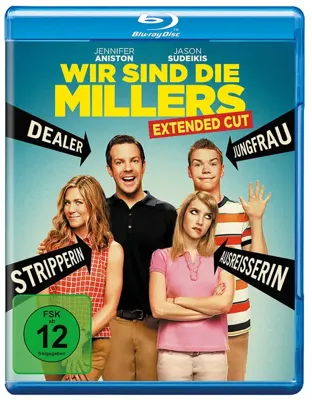 Blu-ray Disc
JENNIFER
ANISTON
JASON
SUDEIKIS
WIR SIND DIE
MILLERS
EXTENDED CUT
DEALER
JUNGFRAU
STRIPPERIN
AUSREISSERIN
FSK
ab
12
freigegeben